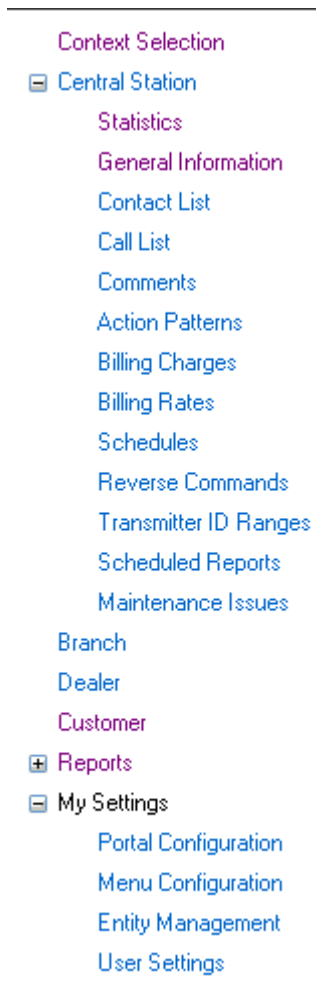 Context Selection
Central Station
Statistics
General Information
Contact List
Call List
Comments
Action Patterns
Billing Charges
Billing Rates
Schedules
Reverse Commands
Transmitter ID Ranges
Scheduled Reports
Maintenance Issues
Branch
Dealer
Customer
Reports
My Settings
Portal Configuration
Menu Configuration
Entity Management
User Settings